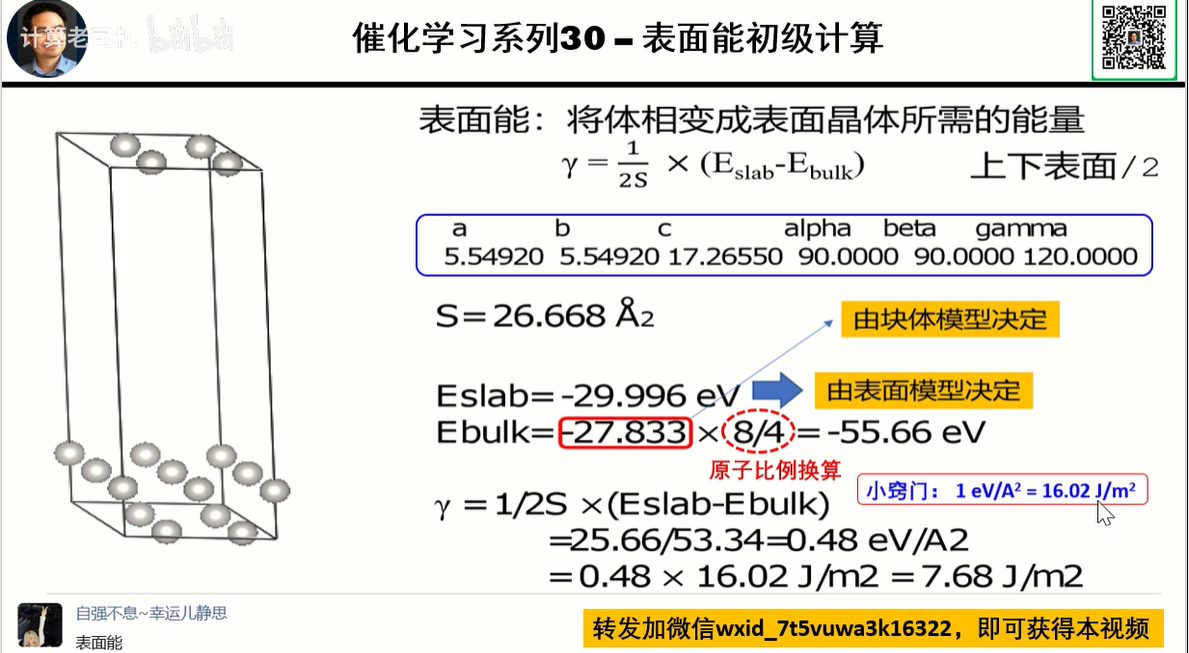 计算老司机 bilibili
催化学习系列30 – 表面能初级计算
表面能：将体相变成表面晶体所需的能量
γ = 1/2S × (Eslab-Ebulk) 上下表面/2
a b c alpha beta gamma
5.54920 5.54920 17.26550 90.0000 90.0000 120.0000
S=26.668 Å2
由块体模型决定
Eslab= -29.996 eV 由表面模型决定
Ebulk= -27.833 × 8/4 = -55.66 eV
原子比例换算
小窍门： 1 eV/A² = 16.02 J/m²
γ =1/2S ×(Eslab-Ebulk)
=25.66/53.34=0.48 eV/A2
=0.48 × 16.02 J/m2 =7.68 J/m2
自强不息~幸运儿静思
表面能
转发加微信wxid_7t5vuwa3k16322，即可获得本视频